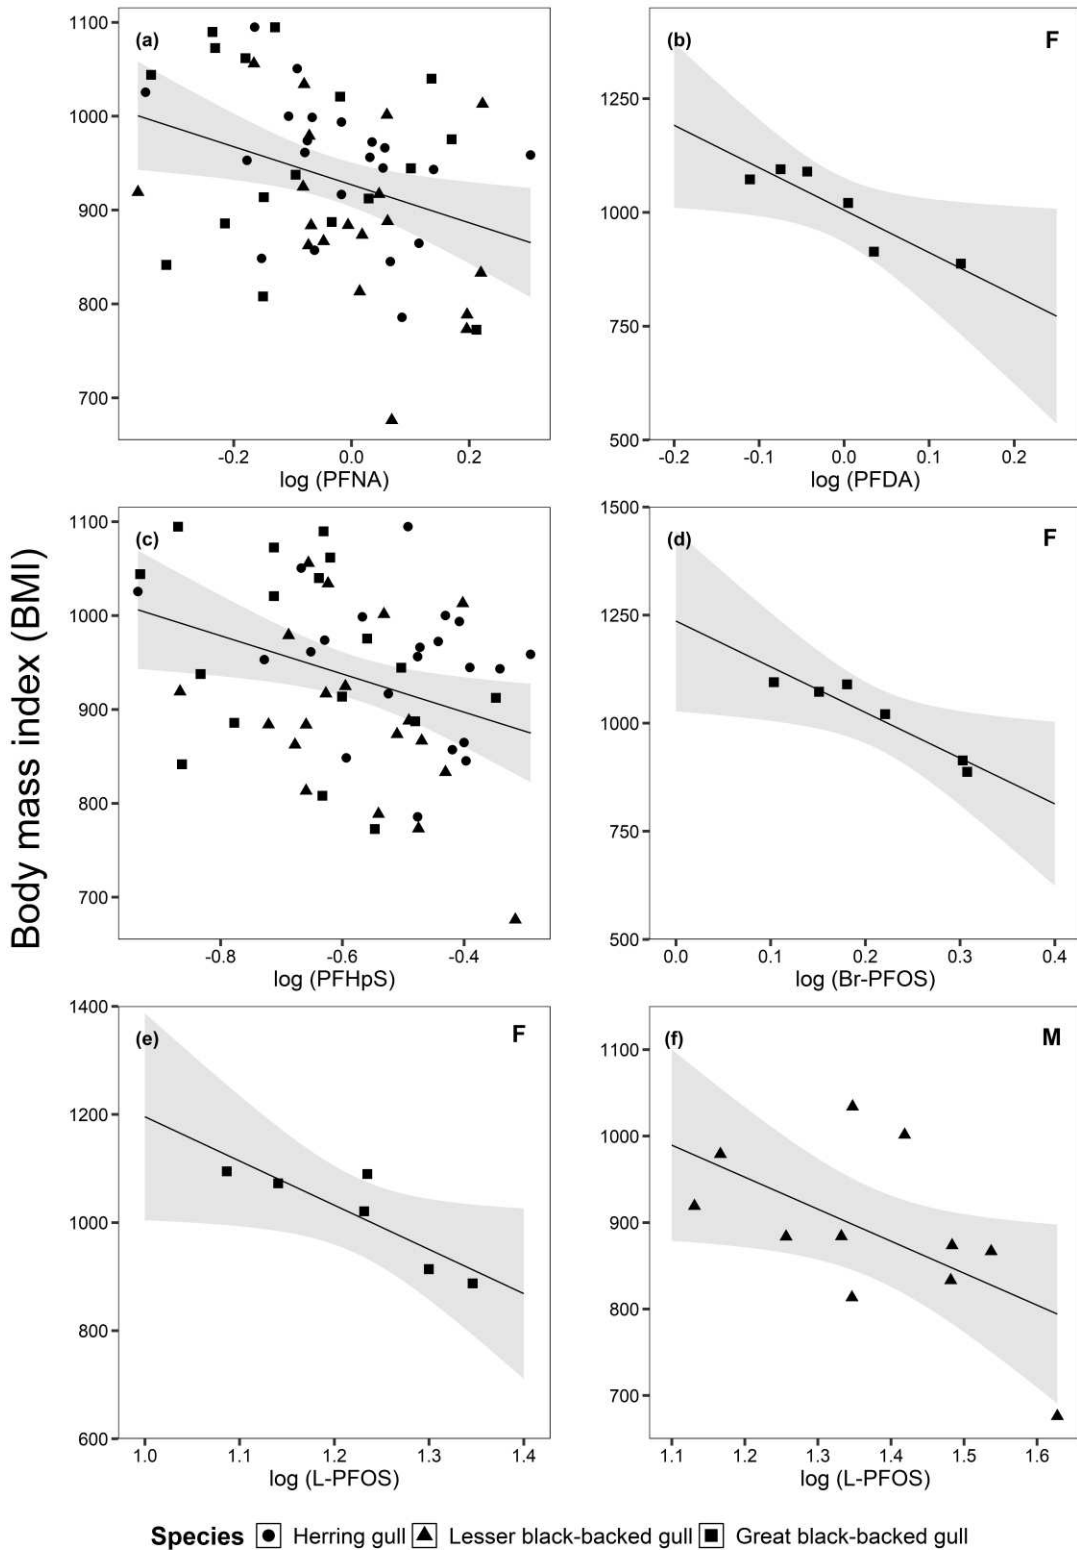 Body mass index (BMI)
(a)
1100
1000
900
800
700
-0.2 0.0 0.2
log (PFNA)
(b) F
1250
1000
750
500
-0.2 -0.1 0.0 0.1 0.2
log (PFDA)
(c)
1100
1000
900
800
700
-0.8 -0.6 -0.4
log (PFHpS)
(d) F
1500
1250
1000
750
500
0.0 0.1 0.2 0.3 0.4
log (Br-PFOS)
(e) F
1400
1200
1000
800
600
1.0 1.1 1.2 1.3 1.4
log (L-PFOS)
(f) M
1100
1000
900
800
700
1.1 1.2 1.3 1.4 1.5 1.6
log (L-PFOS)
Species Herring gull Lesser black-backed gull Great black-backed gull